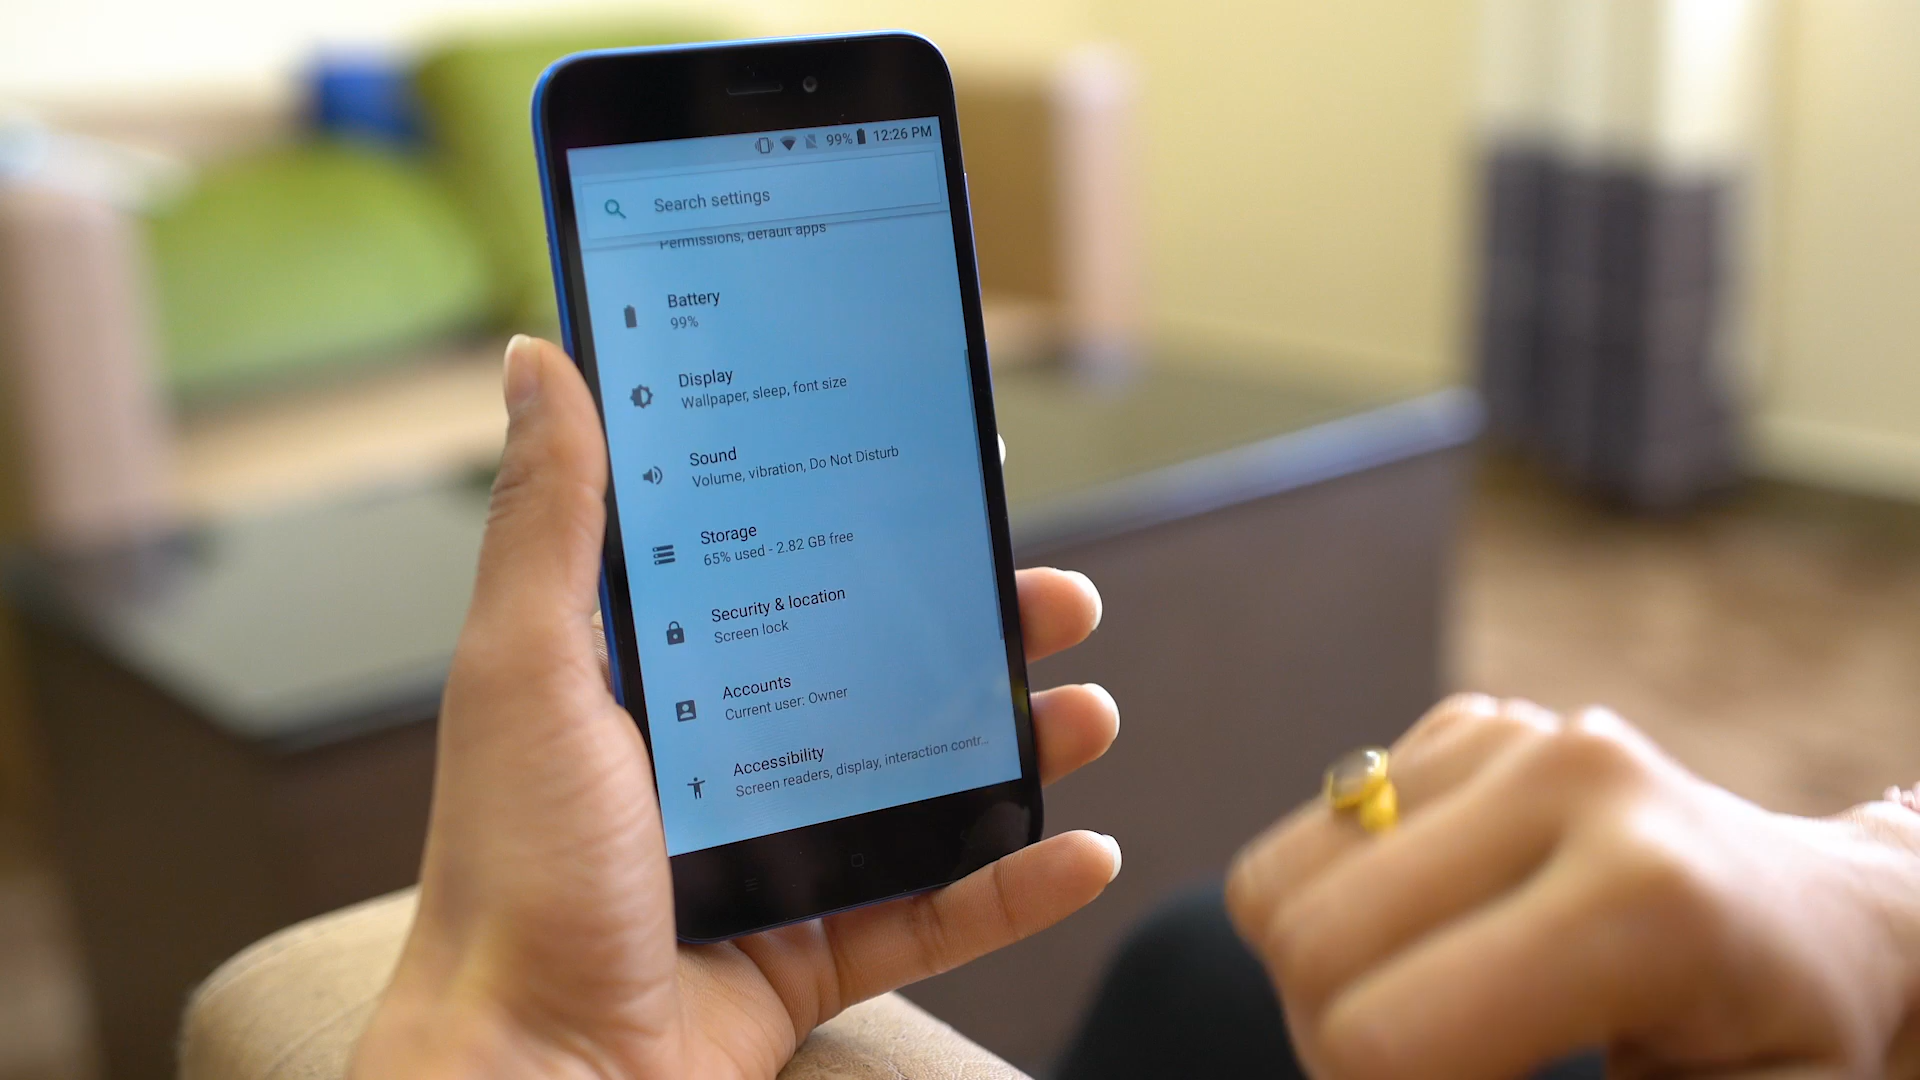 99% 12:26 PM
Search settings
Permissions, default apps
Battery
99%
Display
Wallpaper, sleep, font size
Sound
Volume, vibration, Do Not Disturb
Storage
65% used - 2.82 GB free
Security & location
Screen lock
Accounts
Current user: Owner
Accessibility
Screen readers, display, interaction contr...